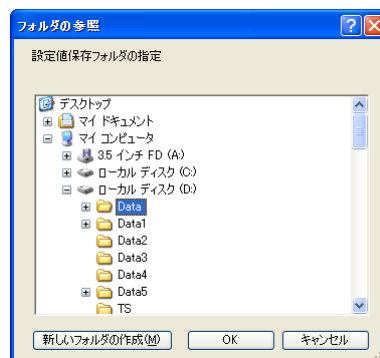 フォルダの参照
設定値保存フォルダの指定
デスクトップ
マイ ドキュメント
マイ コンピュータ
3.5 インチ FD (A:)
ローカル ディスク (C:)
ローカル ディスク (D:)
Data
Data1
Data2
Data3
Data4
Data5
TS
新しいフォルダの作成(M)
OK
キャンセル